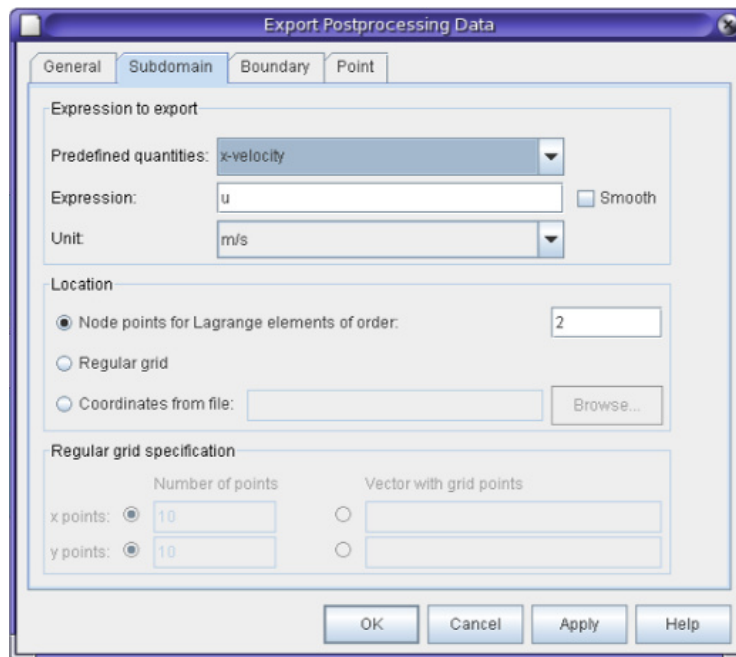 Export Postprocessing Data
General Subdomain Boundary Point
Expression to export
Predefined quantities: x-velocity
Expression: u Smooth
Unit: m/s
Location
Node points for Lagrange elements of order: 2
Regular grid
Coordinates from file: Browse...
Regular grid specification
Number of points Vector with grid points
x points: 10
y points: 10
OK Cancel Apply Help